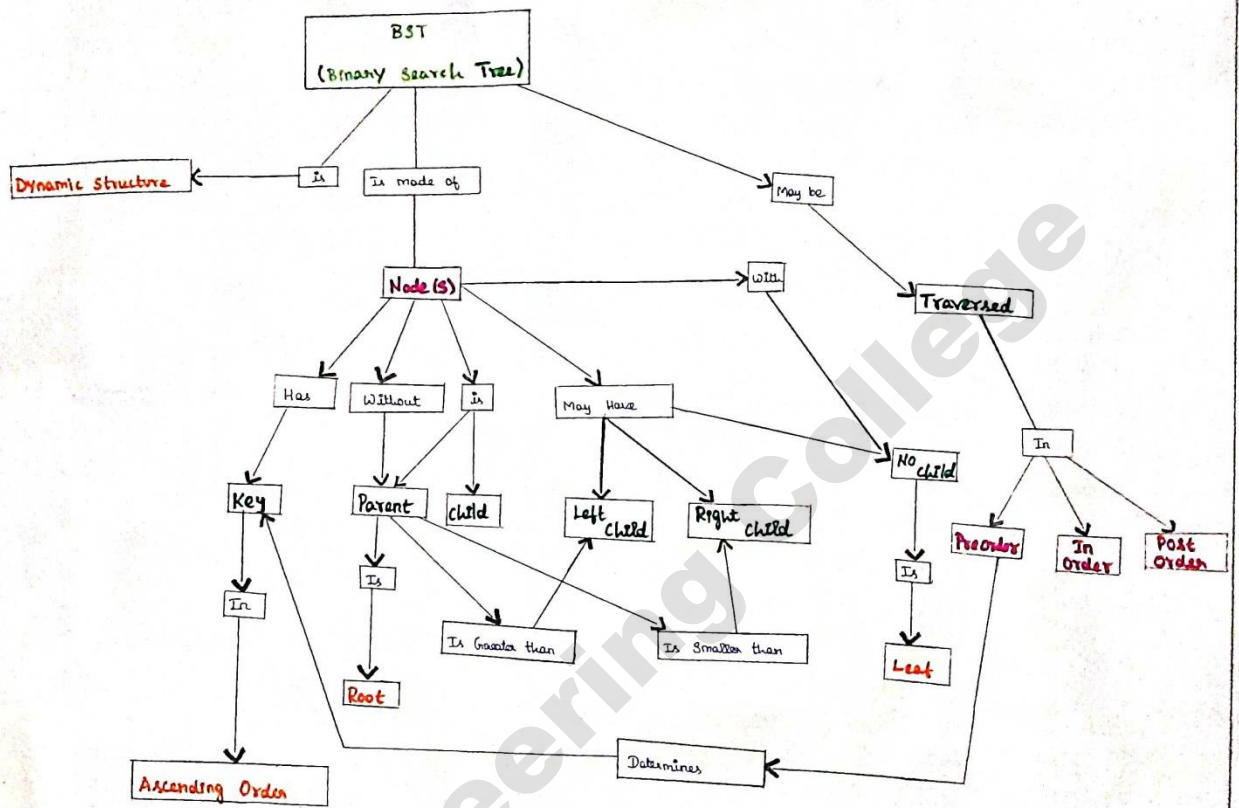 BST
(Binary Search Tree)
Dynamic Structure
is
Is made of
May be
Node(s)
With
Traversed
Has
Without
is
May Have
In
Key
Parent
Child
Left
Child
Right
Child
No
Child
Preorder
In
Order
Post
Order
In
Is
Is
Is Greater than
Is Smaller than
Root
Leaf
Determines
Ascending Order
eering College